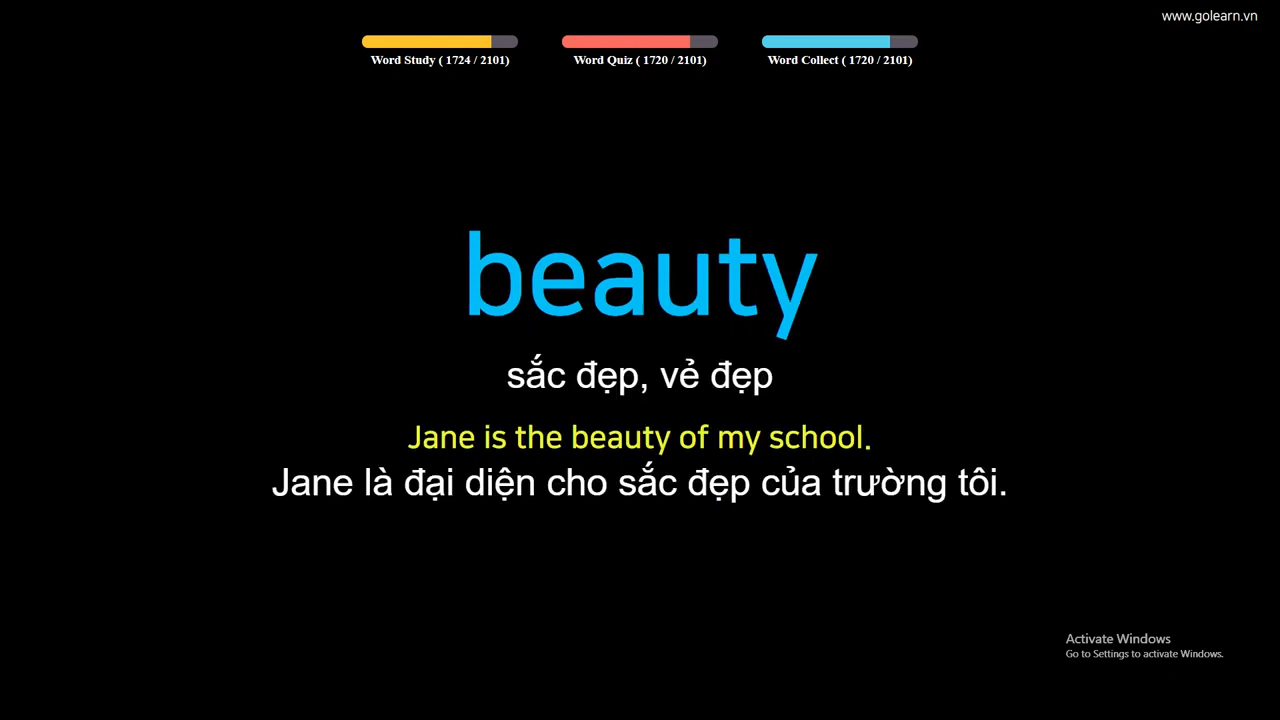 www.golearn.vn
Word Study ( 1724 / 2101) Word Quiz ( 1720 / 2101) Word Collect ( 1720 / 2101)
beauty
sắc đẹp, vẻ đẹp
Jane is the beauty of my school.
Jane là đại diện cho sắc đẹp của trường tôi.
Activate Windows
Go to Settings to activate Windows.